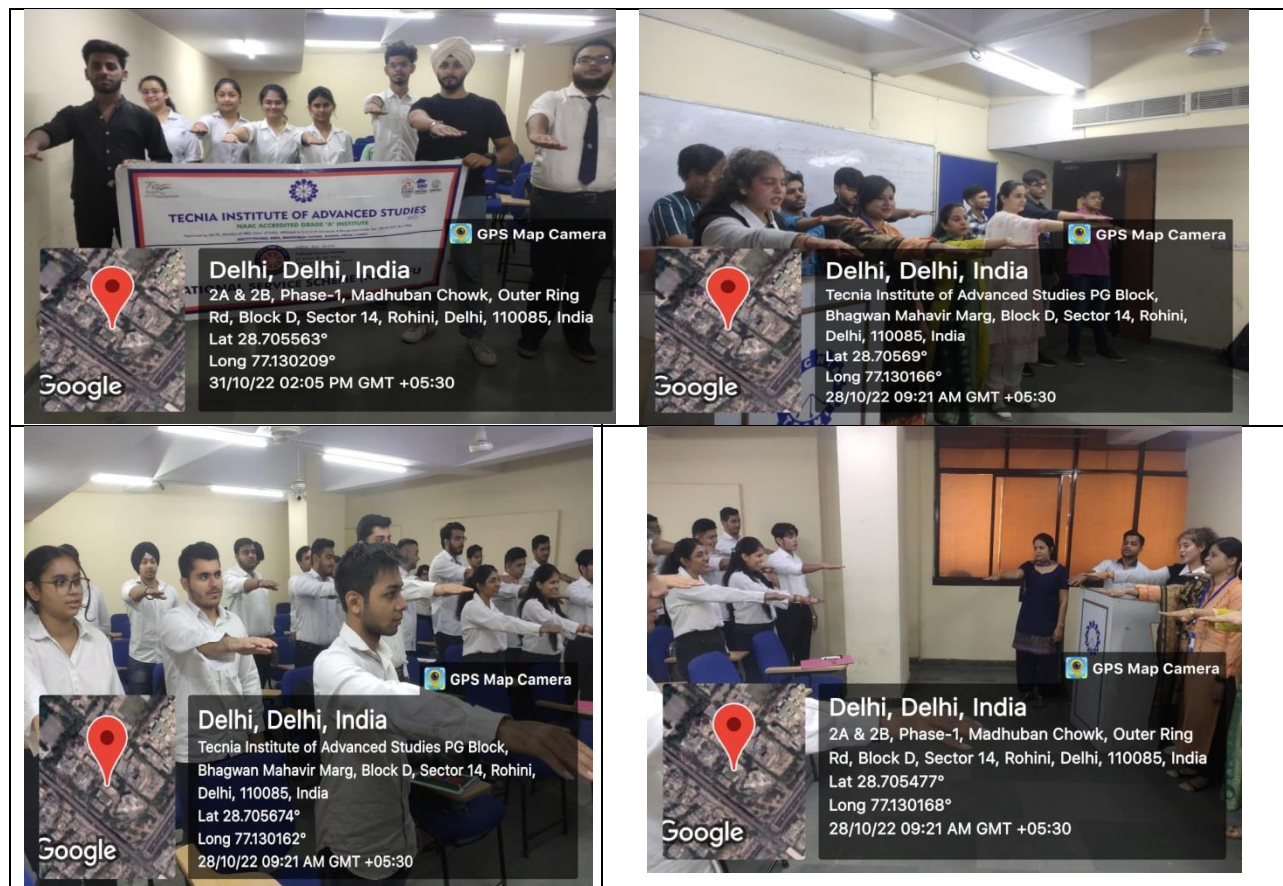 TECNIA INSTITUTE OF ADVANCED STUDIES
NAAC ACCREDITED GRADE "A" INSTITUTE
NATIONAL SERVICE SCHEME
GPS Map Camera
Delhi, Delhi, India
2A & 2B, Phase-1, Madhuban Chowk, Outer Ring
Rd, Block D, Sector 14, Rohini, Delhi, 110085, India
Lat 28.705563°
Long 77.130209°
31/10/22 02:05 PM GMT +05:30
Google
GPS Map Camera
Delhi, Delhi, India
Tecnia Institute of Advanced Studies PG Block,
Bhagwan Mahavir Marg, Block D, Sector 14, Rohini,
Delhi, 110085, India
Lat 28.70569°
Long 77.130166°
28/10/22 09:21 AM GMT +05:30
Google
GPS Map Camera
Delhi, Delhi, India
Tecnia Institute of Advanced Studies PG Block,
Bhagwan Mahavir Marg, Block D, Sector 14, Rohini,
Delhi, 110085, India
Lat 28.705674°
Long 77.130162°
28/10/22 09:21 AM GMT +05:30
Google
GPS Map Camera
Delhi, Delhi, India
2A & 2B, Phase-1, Madhuban Chowk, Outer Ring
Rd, Block D, Sector 14, Rohini, Delhi, 110085, India
Lat 28.705477°
Long 77.130168°
28/10/22 09:21 AM GMT +05:30
Google